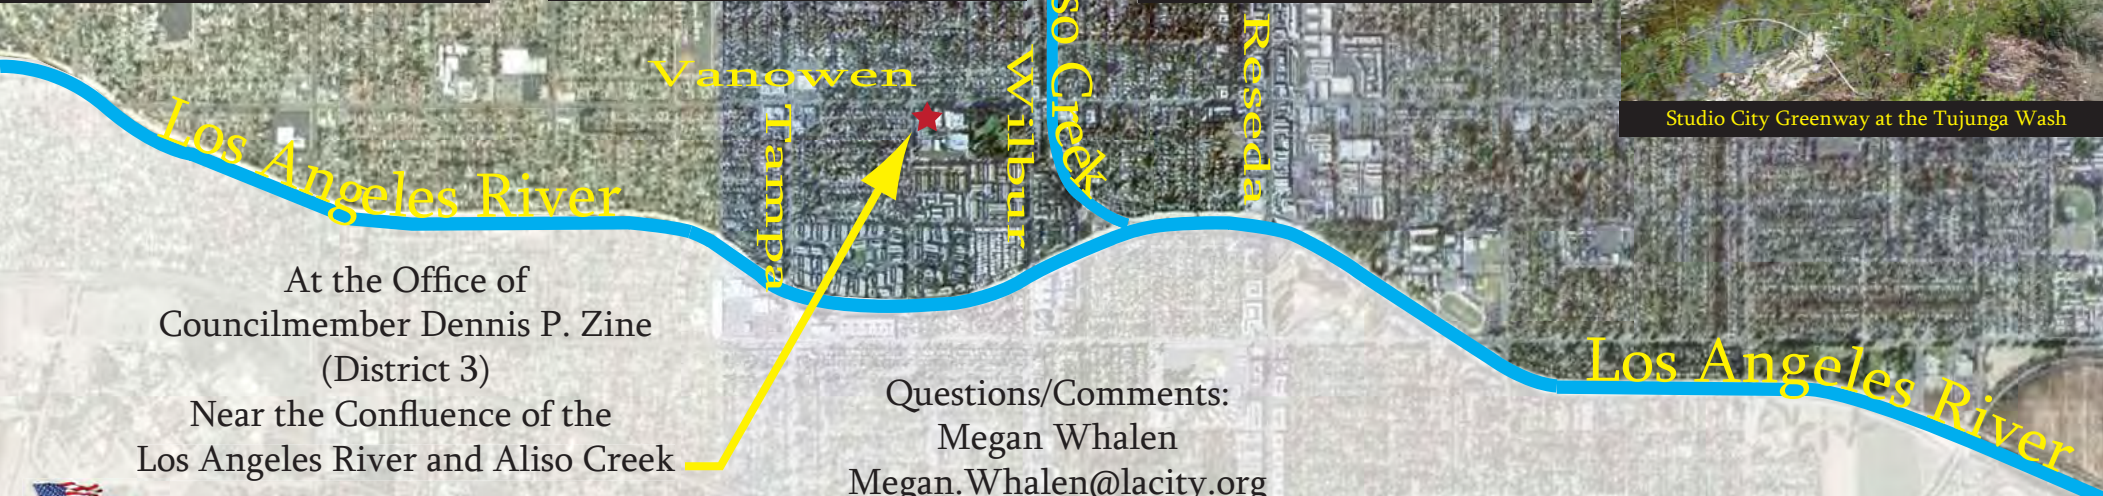 Vanowen
Tampa
Wilbur
Creek
Reseda
Studio City Greenway at the Tujunga Wash
Los Angeles River
At the Office of
Councilmember Dennis P. Zine
(District 3)
Near the Confluence of the
Los Angeles River and Aliso Creek
Questions/Comments:
Megan Whalen
Megan.Whalen@lacity.org
Los Angeles River